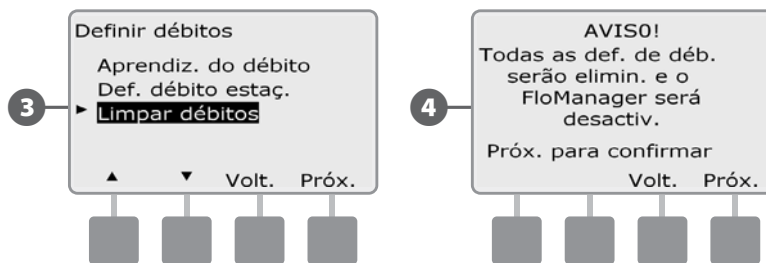 3
Definir débitos
Aprendiz. do débito
Def. débito estaç.
► Limpar débitos
▲ ▼ Volt. Próx.
4
AVISO!
Todas as def. de déb.
serão elimin. e o
FloManager será
desactiv.
Próx. para confirmar
Volt. Próx.